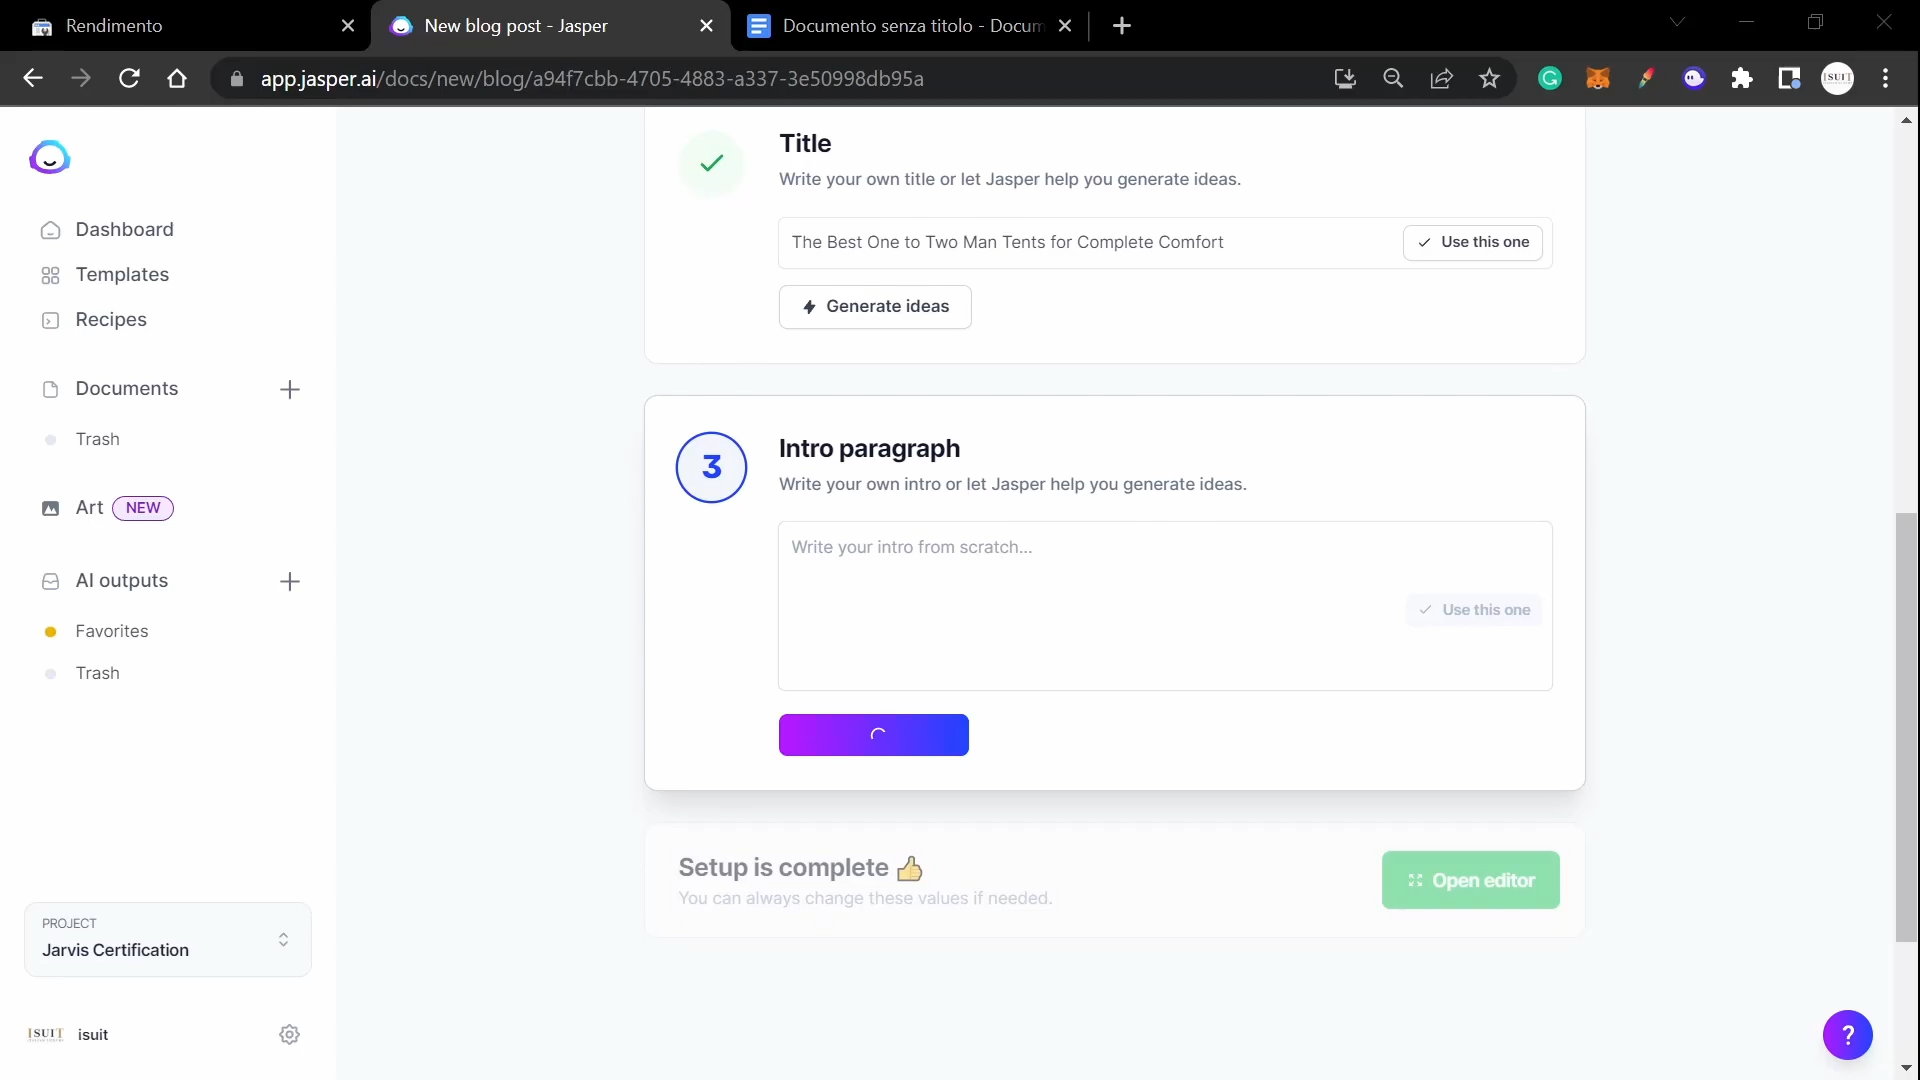 Rendimento
New blog post - Jasper
Documento senza titolo - Docum
app.jasper.ai/docs/new/blog/a94f7cbb-4705-4883-a337-3e50998db95a
ISUIT
Dashboard
Templates
Recipes
Documents
Trash
Art NEW
AI outputs
Favorites
Trash
PROJECT
Jarvis Certification
ISUIT isuit
Title
Write your own title or let Jasper help you generate ideas.
The Best One to Two Man Tents for Complete Comfort
Use this one
Generate ideas
3
Intro paragraph
Write your own intro or let Jasper help you generate ideas.
Write your intro from scratch...
Use this one
Setup is complete 👍
You can always change these values if needed.
Open editor
?